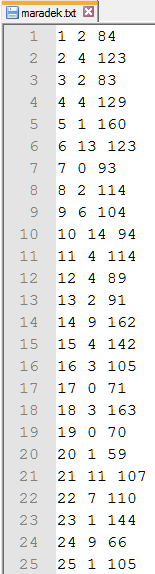 maradek.txt
1 1 2 84
2 2 4 123
3 3 2 83
4 4 4 129
5 5 1 160
6 6 13 123
7 7 0 93
8 8 2 114
9 9 6 104
10 10 14 94
11 11 4 114
12 12 4 89
13 13 2 91
14 14 9 162
15 15 4 142
16 16 3 105
17 17 0 71
18 18 3 163
19 19 0 70
20 20 1 59
21 21 11 107
22 22 7 110
23 23 1 144
24 24 9 66
25 25 1 105